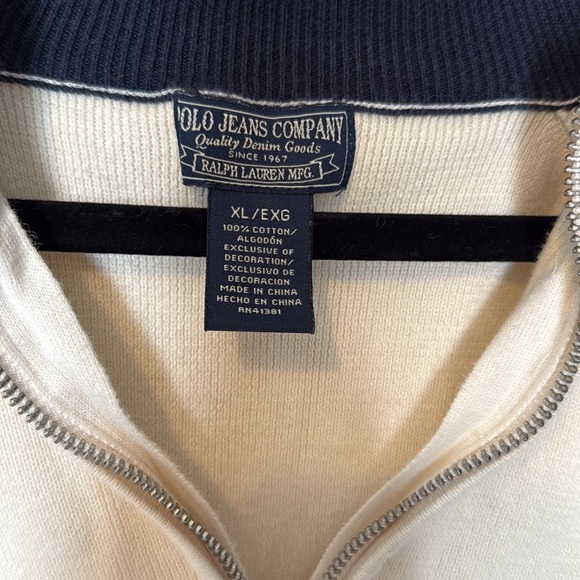 OLO JEANS COMPANY
Quality Denim Goods
SINCE 1967
RALPH LAUREN MFG.
XL/EXG
100% COTTON/
ALGODÓN
EXCLUSIVE OF
DECORATION/
EXCLUSIVO DE
DECORACION
MADE IN CHINA
HECHO EN CHINA
RN41381